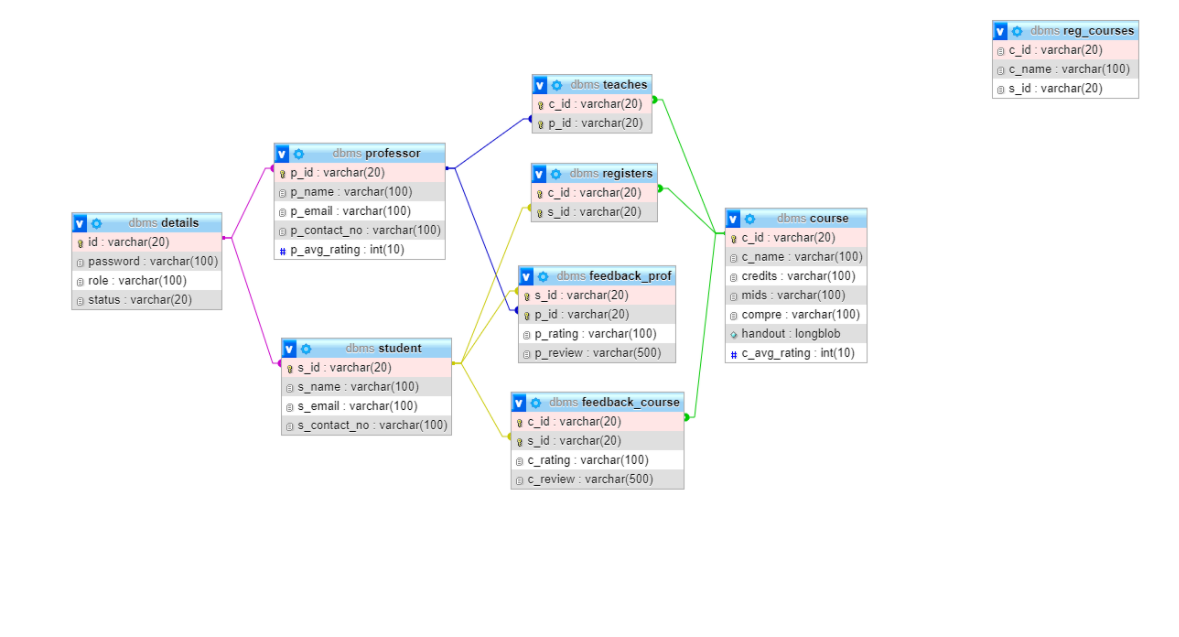 v dbms details
id : varchar(20)
password : varchar(100)
role : varchar(100)
status : varchar(20)
v dbms professor
p_id : varchar(20)
p_name : varchar(100)
p_email : varchar(100)
p_contact_no : varchar(100)
# p_avg_rating : int(10)
v dbms student
s_id : varchar(20)
s_name : varchar(100)
s_email : varchar(100)
s_contact_no : varchar(100)
v dbms teaches
c_id : varchar(20)
p_id : varchar(20)
v dbms registers
c_id : varchar(20)
s_id : varchar(20)
v dbms feedback_prof
s_id : varchar(20)
p_id : varchar(20)
p_rating : varchar(100)
p_review : varchar(500)
v dbms feedback_course
c_id : varchar(20)
s_id : varchar(20)
c_rating : varchar(100)
c_review : varchar(500)
v dbms course
c_id : varchar(20)
c_name : varchar(100)
credits : varchar(100)
mids : varchar(100)
compre : varchar(100)
handout : longblob
# c_avg_rating : int(10)
v dbms reg_courses
c_id : varchar(20)
c_name : varchar(100)
s_id : varchar(20)